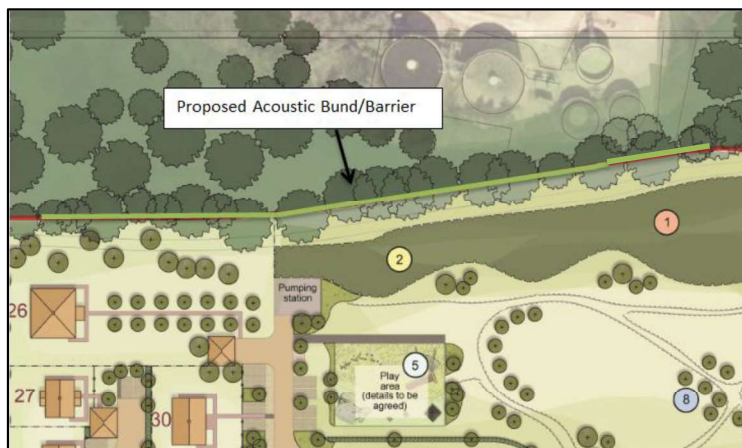 Proposed Acoustic Bund/Barrier
1
2
Pumping
station
26
5
Play
area
(details to be
agreed)
27
30
8